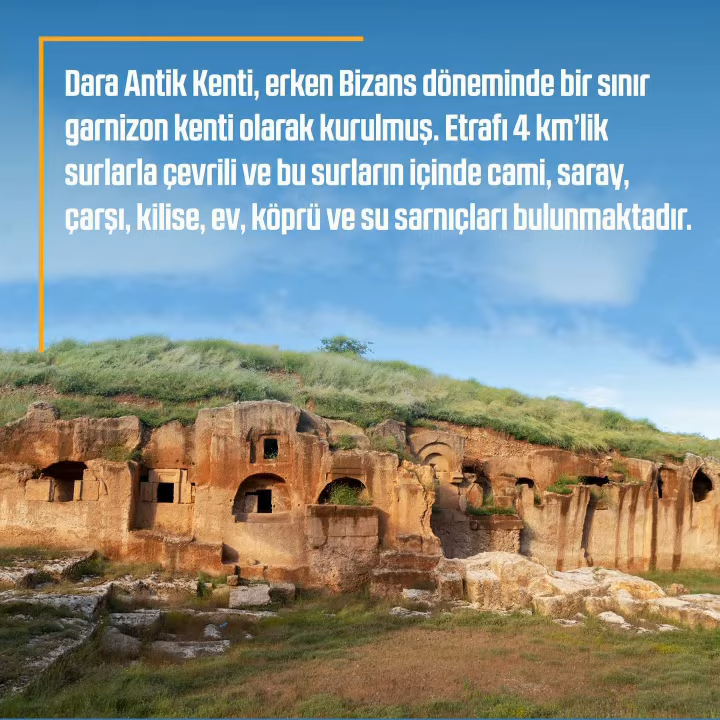 Dara Antik Kenti, erken Bizans döneminde bir sınır
garnizon kenti olarak kurulmuş. Etrafı 4 km’lik
surlarla çevrili ve bu surların içinde cami, saray,
çarşı, kilise, ev, köprü ve su sarnıçları bulunmaktadır.